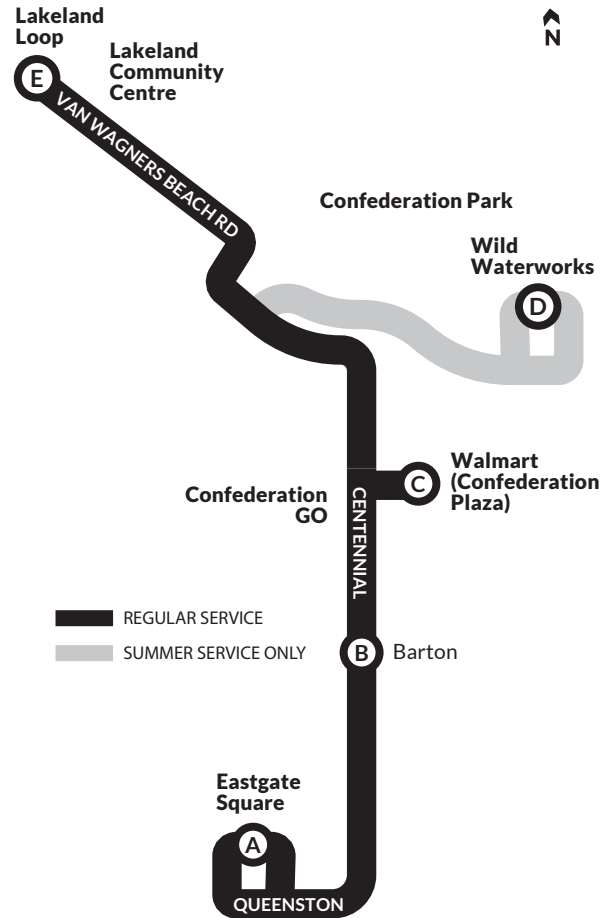 Lakeland
Loop
E
Lakeland
Community
Centre
N
VAN WAGNERS BEACH RD
Confederation Park
Wild
Waterworks
D
Walmart
(Confederation
Plaza)
C
Confederation
GO
CENTENNIAL
REGULAR SERVICE
SUMMER SERVICE ONLY
B
Barton
Eastgate
Square
A
QUEENSTON